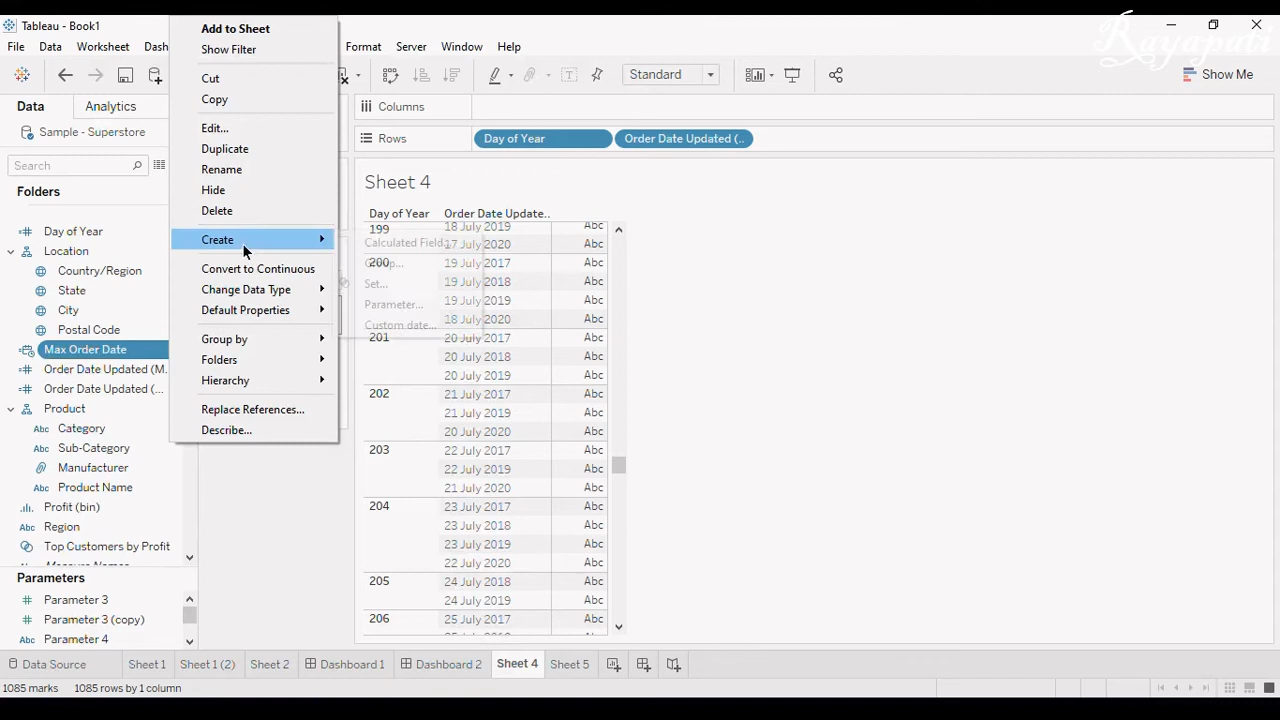 Tableau - Book1
Rayapati
File Data Worksheet Dash Format Server Window Help
Standard
Show Me
Data Analytics
Sample - Superstore
Search
Folders
Day of Year
Location
Country/Region
State
City
Postal Code
Max Order Date
Order Date Updated (M.
Order Date Updated (...
Product
Category
Sub-Category
Manufacturer
Product Name
Profit (bin)
Region
Top Customers by Profit
Measure Names
Parameters
Parameter 3
Parameter 3 (copy)
Parameter 4
Add to Sheet
Show Filter
Cut
Copy
Edit...
Duplicate
Rename
Hide
Delete
Create
Convert to Continuous
Change Data Type
Default Properties
Group by
Folders
Hierarchy
Replace References...
Describe...
Calculated Field...
Group...
Set...
Parameter...
Custom date...
Columns
Rows Day of Year Order Date Updated (..
Sheet 4
Day of Year Order Date Update..
199 18 July 2019 Abc
17 July 2020 Abc
200 19 July 2017 Abc
19 July 2018 Abc
19 July 2019 Abc
18 July 2020 Abc
201 20 July 2017 Abc
20 July 2018 Abc
20 July 2019 Abc
202 21 July 2017 Abc
21 July 2019 Abc
20 July 2020 Abc
203 22 July 2017 Abc
22 July 2019 Abc
21 July 2020 Abc
204 23 July 2017 Abc
23 July 2018 Abc
23 July 2019 Abc
22 July 2020 Abc
205 24 July 2018 Abc
24 July 2019 Abc
206 25 July 2017 Abc
Data Source Sheet 1 Sheet 1 (2) Sheet 2 Dashboard 1 Dashboard 2 Sheet 4 Sheet 5
1085 marks 1085 rows by 1 column